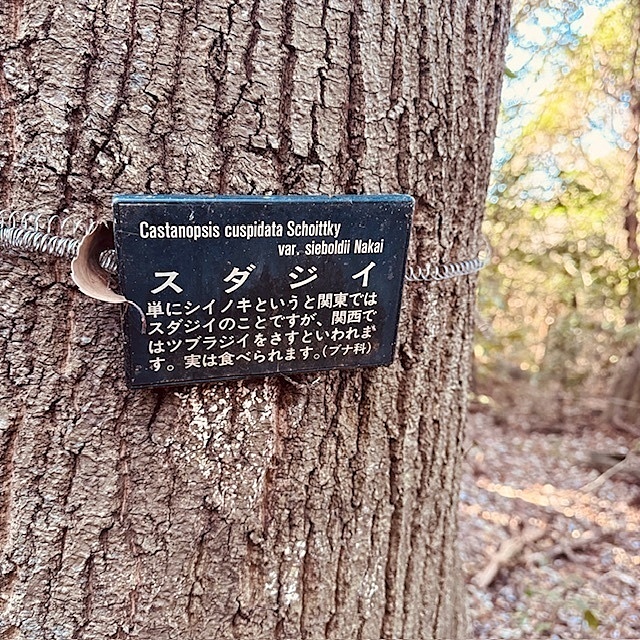 Castanopsis cuspidata Schoittky
var. sieboldii Nakai
スダジイ
単にシイノキというと関東では
スダジイのことですが、関西で
はツブラジイをさすといわれま
す。実は食べられます。(ブナ科)